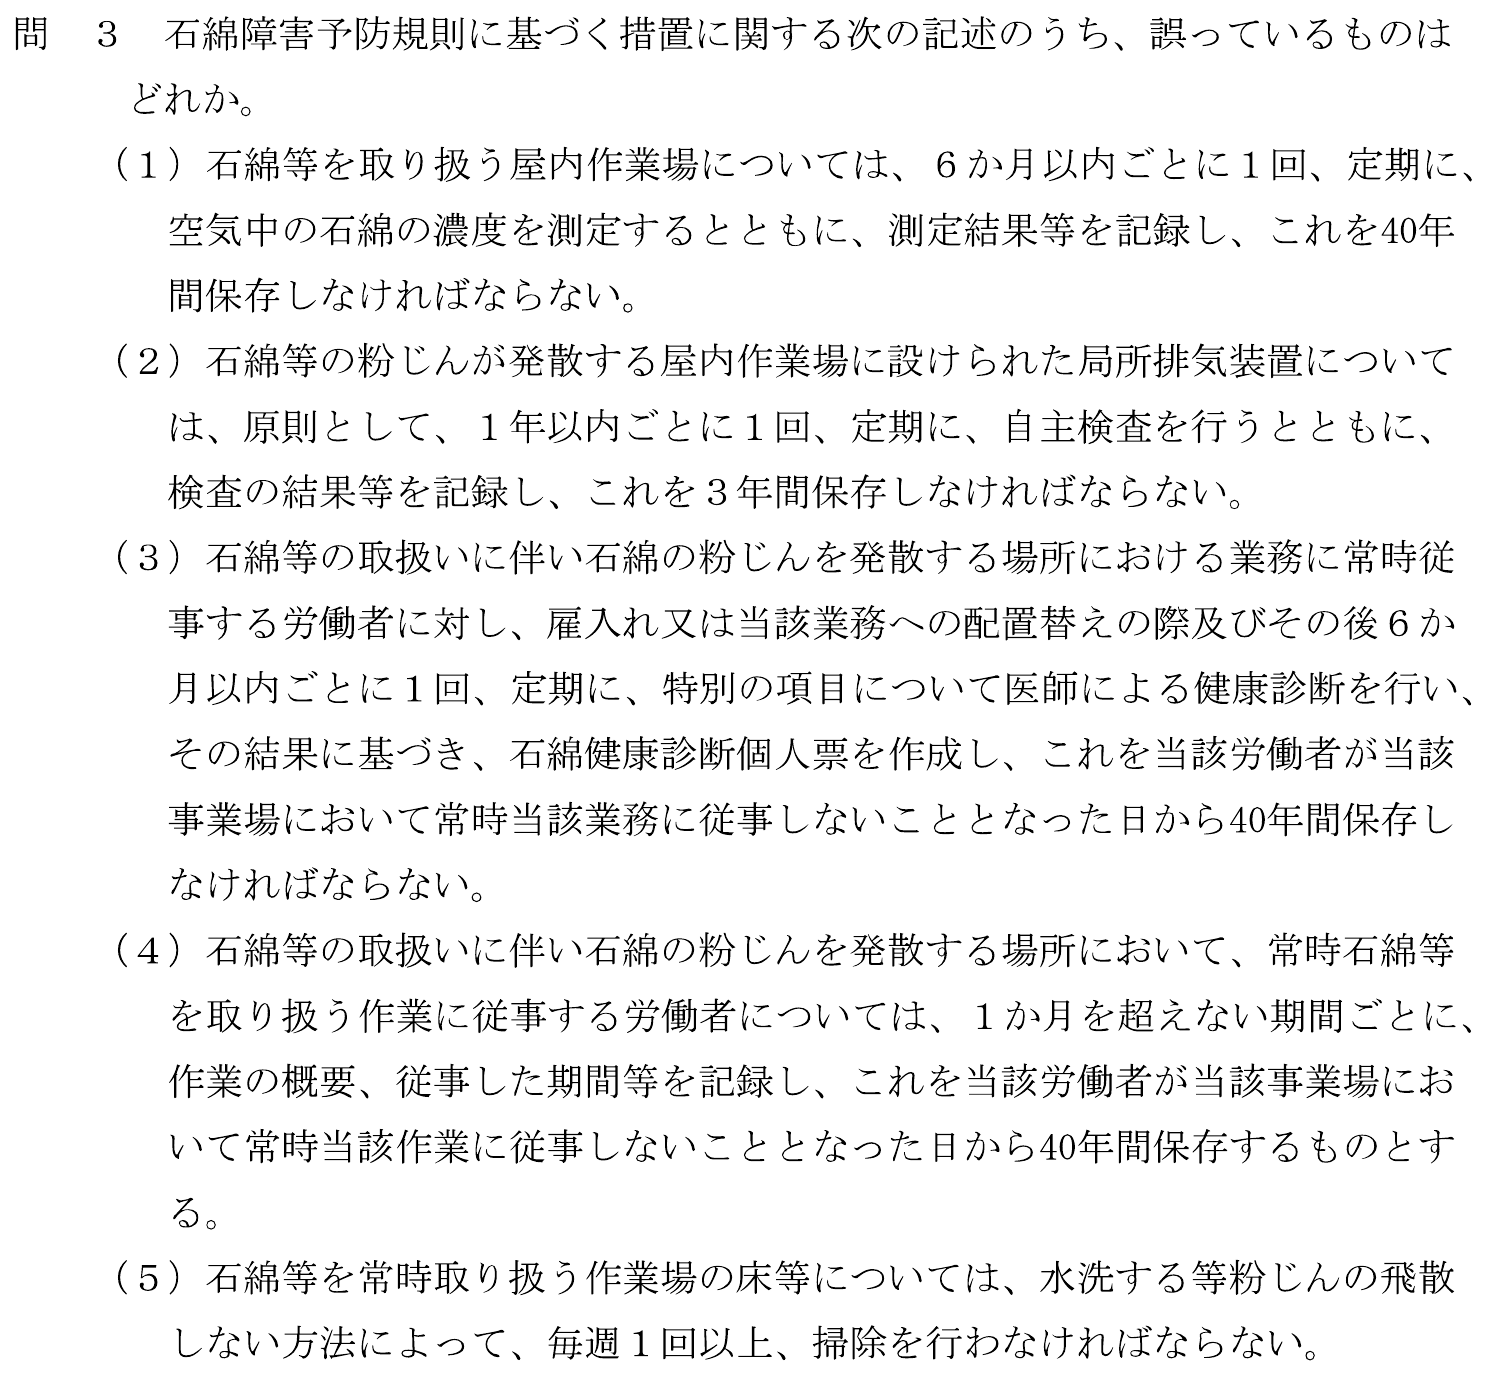 問　３　石綿障害予防規則に基づく措置に関する次の記述のうち、誤っているものは
どれか。
（１）石綿等を取り扱う屋内作業場については、６か月以内ごとに１回、定期に、
空気中の石綿の濃度を測定するとともに、測定結果等を記録し、これを40年
間保存しなければならない。
（２）石綿等の粉じんが発散する屋内作業場に設けられた局所排気装置について
は、原則として、１年以内ごとに１回、定期に、自主検査を行うとともに、
検査の結果等を記録し、これを３年間保存しなければならない。
（３）石綿等の取扱いに伴い石綿の粉じんを発散する場所における業務に常時従
事する労働者に対し、雇入れ又は当該業務への配置替えの際及びその後６か
月以内ごとに１回、定期に、特別の項目について医師による健康診断を行い、
その結果に基づき、石綿健康診断個人票を作成し、これを当該労働者が当該
事業場において常時当該業務に従事しないこととなった日から40年間保存し
なければならない。
（４）石綿等の取扱いに伴い石綿の粉じんを発散する場所において、常時石綿等
を取り扱う作業に従事する労働者については、１か月を超えない期間ごとに、
作業の概要、従事した期間等を記録し、これを当該労働者が当該事業場にお
いて常時当該作業に従事しないこととなった日から40年間保存するものとす
る。
（５）石綿等を常時取り扱う作業場の床等については、水洗する等粉じんの飛散
しない方法によって、毎週１回以上、掃除を行わなければならない。